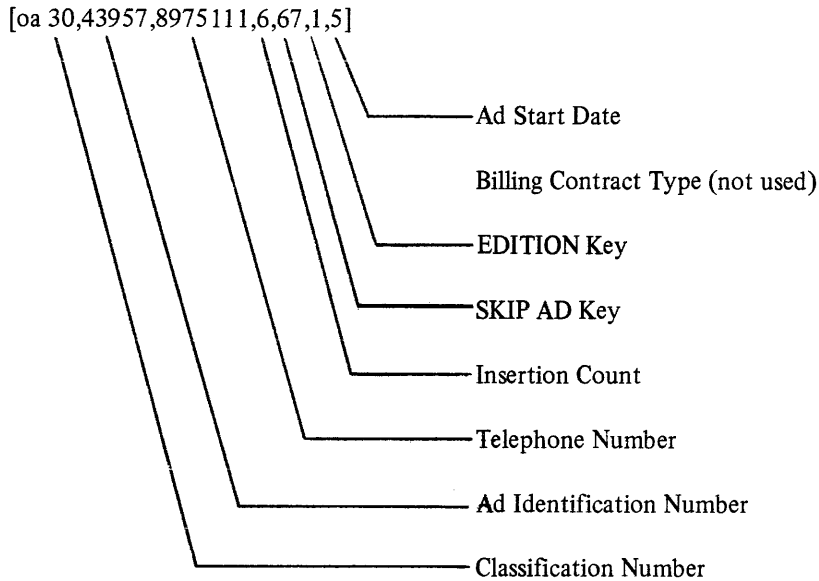 [oa 30,43957,8975111,6,67,1,5]
Ad Start Date
Billing Contract Type (not used)
EDITION Key
SKIP AD Key
Insertion Count
Telephone Number
Ad Identification Number
Classification Number